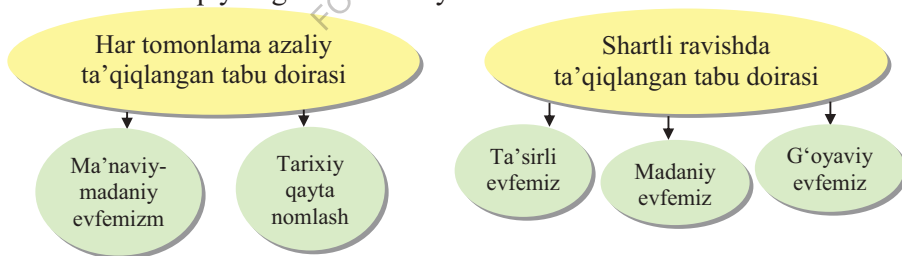 Har tomonlama azaliy
ta’qiqlangan tabu doirasi
Shartli ravishda
ta’qiqlangan tabu doirasi
Ma’naviy-
madaniy
evfemizm
Tarixiy
qayta
nomlash
Ta’sirli
evfemiz
Madaniy
evfemiz
G‘oyaviy
evfemiz